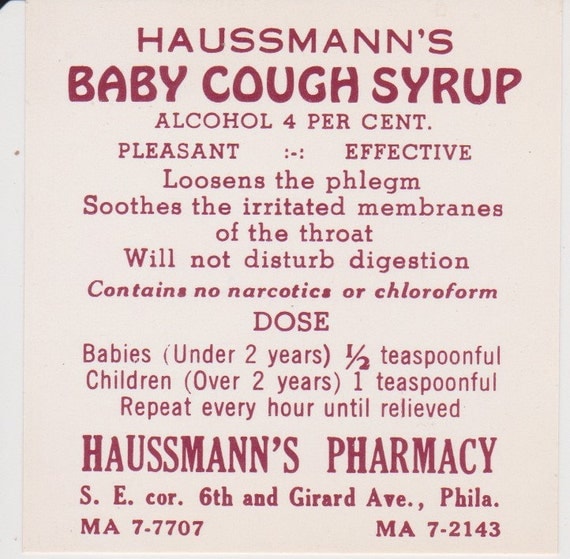 HAUSSMANN'S
BABY COUGH SYRUP
ALCOHOL 4 PER CENT.
PLEASANT :-: EFFECTIVE
Loosens the phlegm
Soothes the irritated membranes
of the throat
Will not disturb digestion
Contains no narcotics or chloroform
DOSE
Babies (Under 2 years) ½ teaspoonful
Children (Over 2 years) 1 teaspoonful
Repeat every hour until relieved
HAUSSMANN'S PHARMACY
S. E. cor. 6th and Girard Ave., Phila.
MA 7-7707 MA 7-2143